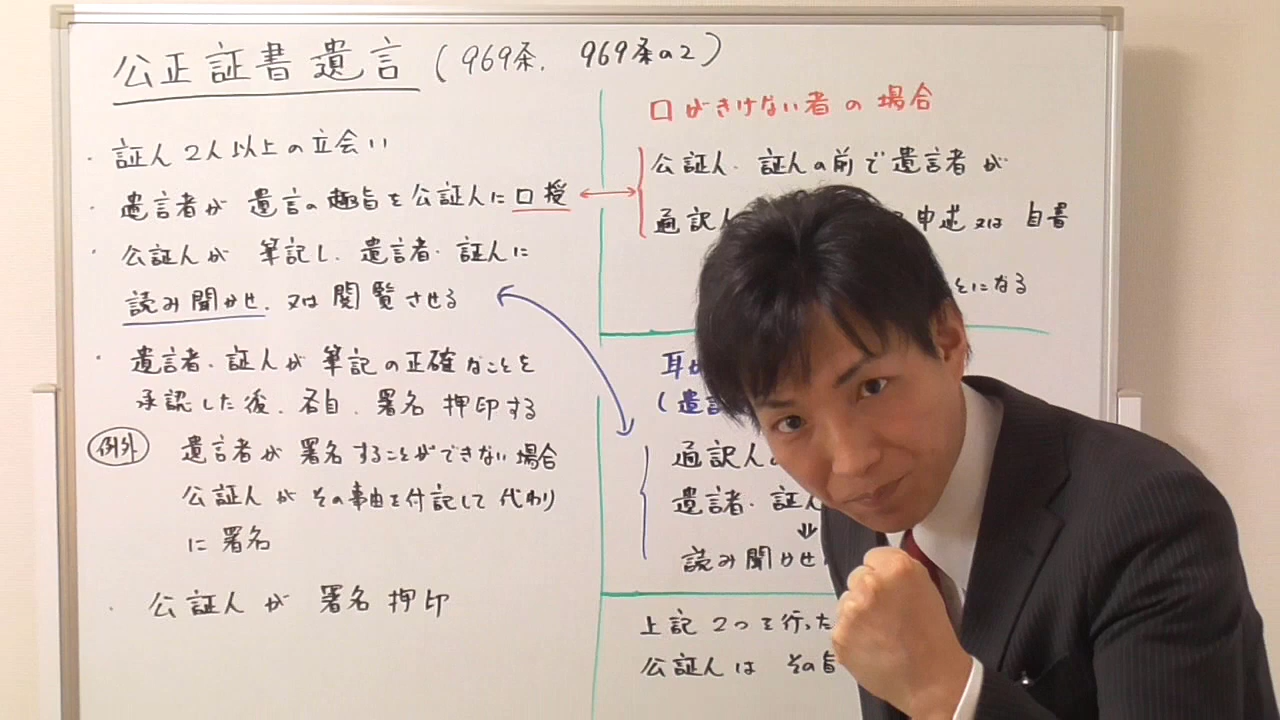 公正証書遺言 (969条、969条の2)
・証人2人以上の立会い
・遺言者が 遺言の趣旨を公証人に口授
・公証人が 筆記し、遺言者・証人に
読み聞かせ、又は閲覧させる
・遺言者・証人が筆記の正確なことを
承認した後、各自、署名 押印する
例外 遺言者が署名することができない場合
公証人がその事由を付記して代わり
に署名
・公証人が 署名 押印
口がきけない者の場合
公証人・証人の前で遺言者が
通訳人 申述又は自書
になる
耳が
(遺言
通訳人
遺言者・証人
⇓
読み聞かせ
上記2つを行った
公証人は その旨